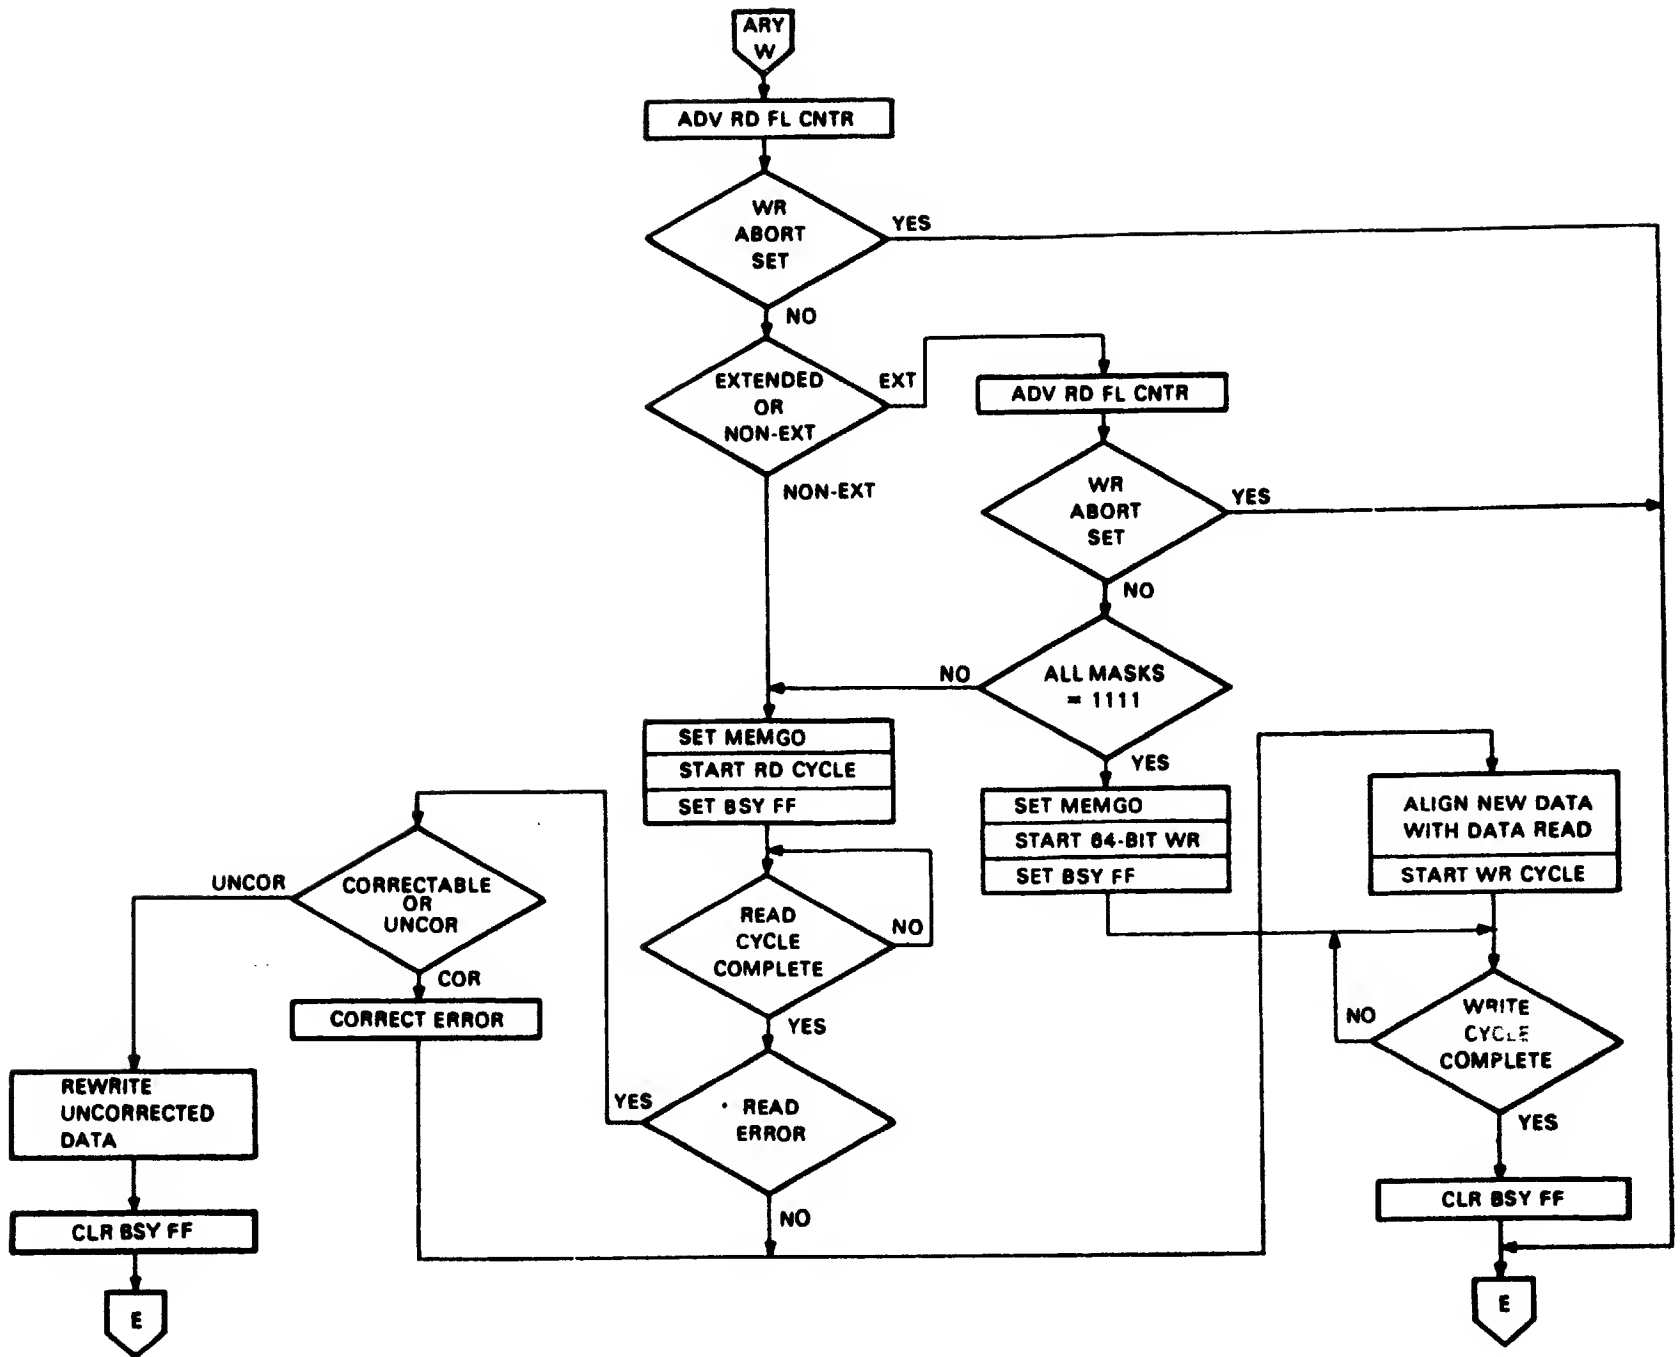 ARY
W
ADV RD FL CNTR
WR
ABORT
SET
YES
NO
EXTENDED
OR
NON-EXT
EXT
NON-EXT
ADV RD FL CNTR
WR
ABORT
SET
YES
NO
ALL MASKS
= 1111
NO
YES
SET MEMGO
START RD CYCLE
SET BSY FF
SET MEMGO
START 64-BIT WR
SET BSY FF
ALIGN NEW DATA
WITH DATA READ
START WR CYCLE
CORRECTABLE
OR
UNCOR
UNCOR
COR
CORRECT ERROR
READ
CYCLE
COMPLETE
NO
YES
WRITE
CYCLE
COMPLETE
NO
YES
REWRITE
UNCORRECTED
DATA
READ
ERROR
YES
NO
CLR BSY FF
CLR BSY FF
E
E